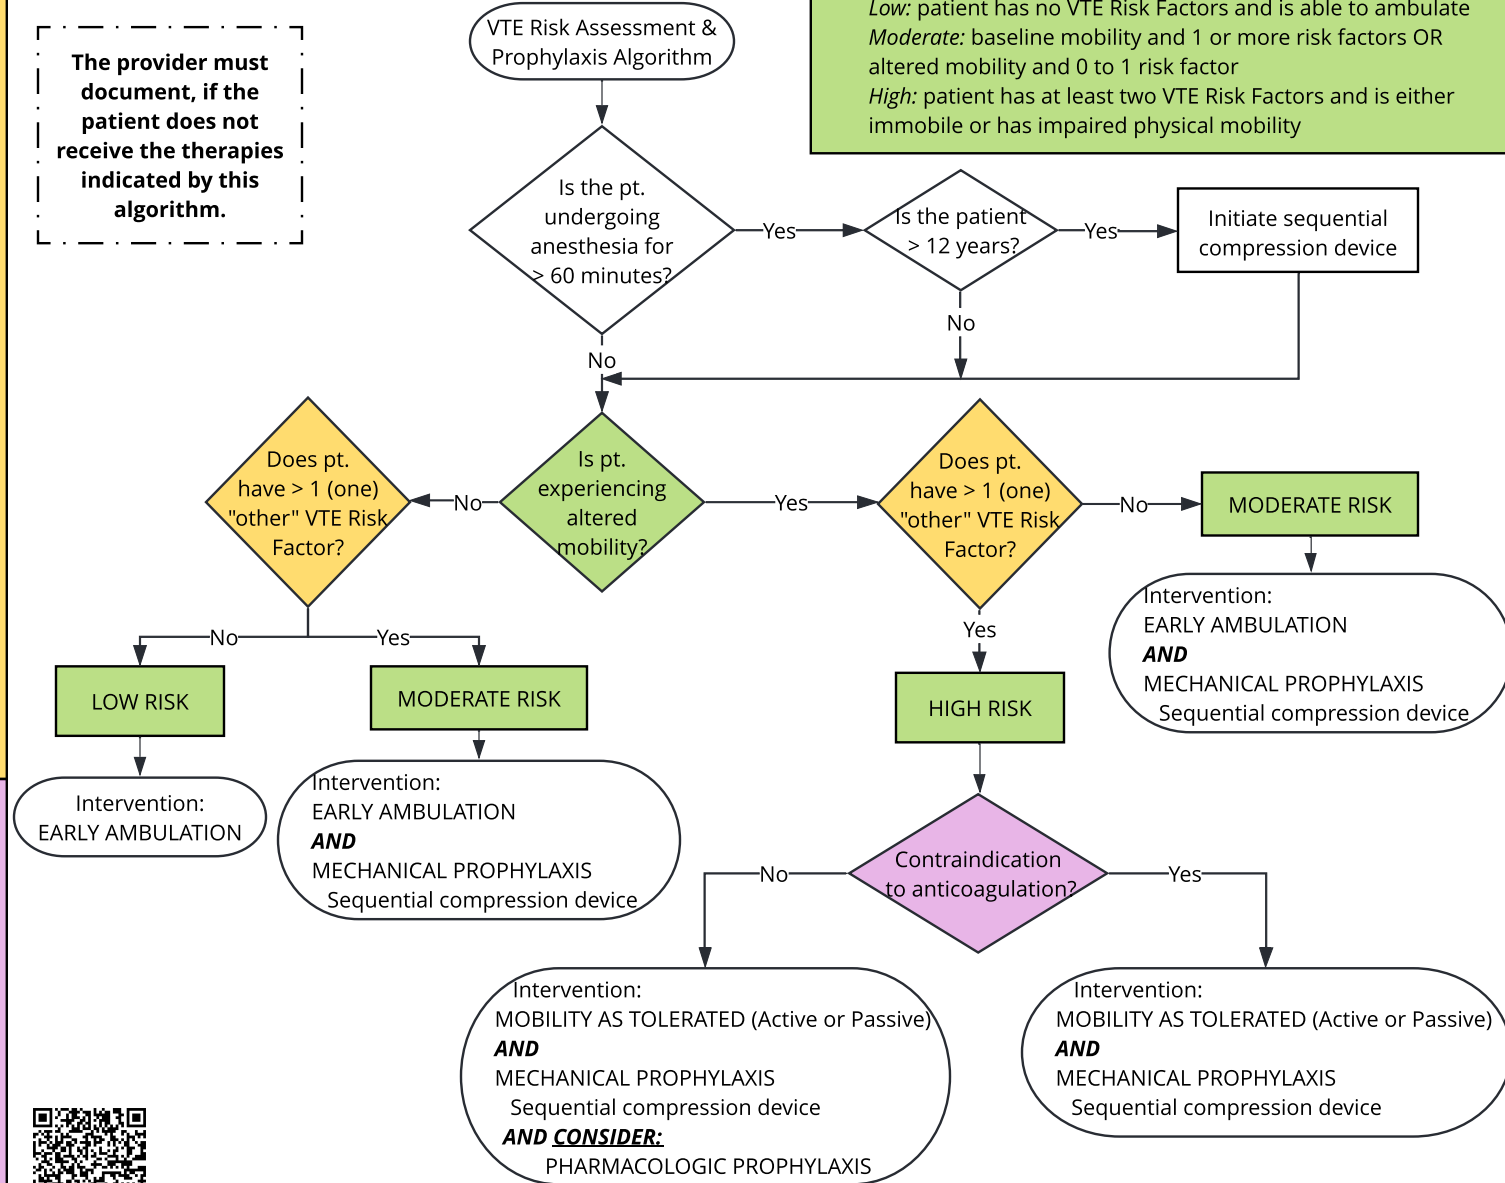 Low: patient has no VTE Risk Factors and is able to ambulate
Moderate: baseline mobility and 1 or more risk factors OR
altered mobility and 0 to 1 risk factor
High: patient has at least two VTE Risk Factors and is either
immobile or has impaired physical mobility
The provider must
document, if the
patient does not
receive the therapies
indicated by this
algorithm.
VTE Risk Assessment &
Prophylaxis Algorithm
Is the pt.
undergoing
anesthesia for
> 60 minutes?
Yes
Is the patient
> 12 years?
Yes
Initiate sequential
compression device
No
No
Is pt.
experiencing
altered
mobility?
No
Does pt.
have > 1 (one)
"other" VTE Risk
Factor?
Yes
Does pt.
have > 1 (one)
"other" VTE Risk
Factor?
No
MODERATE RISK
Intervention:
EARLY AMBULATION
AND
MECHANICAL PROPHYLAXIS
Sequential compression device
No
Yes
LOW RISK
Intervention:
EARLY AMBULATION
MODERATE RISK
Intervention:
EARLY AMBULATION
AND
MECHANICAL PROPHYLAXIS
Sequential compression device
Yes
HIGH RISK
Contraindication
to anticoagulation?
No
Yes
Intervention:
MOBILITY AS TOLERATED (Active or Passive)
AND
MECHANICAL PROPHYLAXIS
Sequential compression device
AND CONSIDER:
PHARMACOLOGIC PROPHYLAXIS
Intervention:
MOBILITY AS TOLERATED (Active or Passive)
AND
MECHANICAL PROPHYLAXIS
Sequential compression device